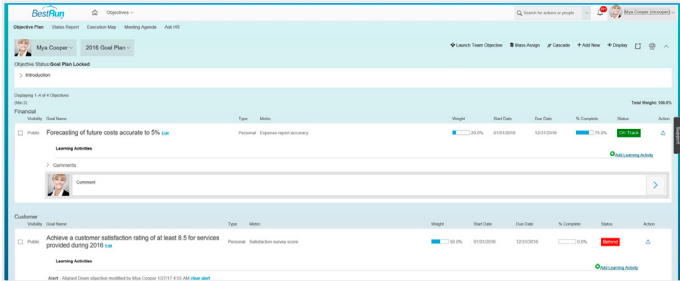 BestRun
Objectives
Search for actions or people
Mya Cooper (mcooper)
Objective Plan Status Report Execution Map Meeting Agenda Ask HR
Mya Cooper 2016 Goal Plan Launch Team Objective Mass Assign Cascade + Add New Display
Objective Status:Goal Plan Locked
> Introduction
Displaying 1-4 of 4 Objectives
(Min 3) Total Weight: 100.0%
Financial
Visibility Goal Name Type Metric Weight Start Date Due Date % Complete Status Action
Public Forecasting of future costs accurate to 5% Edit Personal Expense report accuracy 20.0% 01/01/2016 12/31/2016 75.0% On Track
Support
Learning Activities
Add Learning Activity
> Comments
Comment
Customer
Visibility Goal Name Type Metric Weight Start Date Due Date % Complete Status Action
Public Achieve a customer satisfaction rating of at least 8.5 for services Personal Satisfaction survey score 50.0% 01/01/2016 12/31/2016 0.0% Behind
provided during 2016 Edit
Learning Activities
Add Learning Activity
Alert - Aligned Down objective modified by Mya Cooper 1/27/17 4:55 AM clear alert